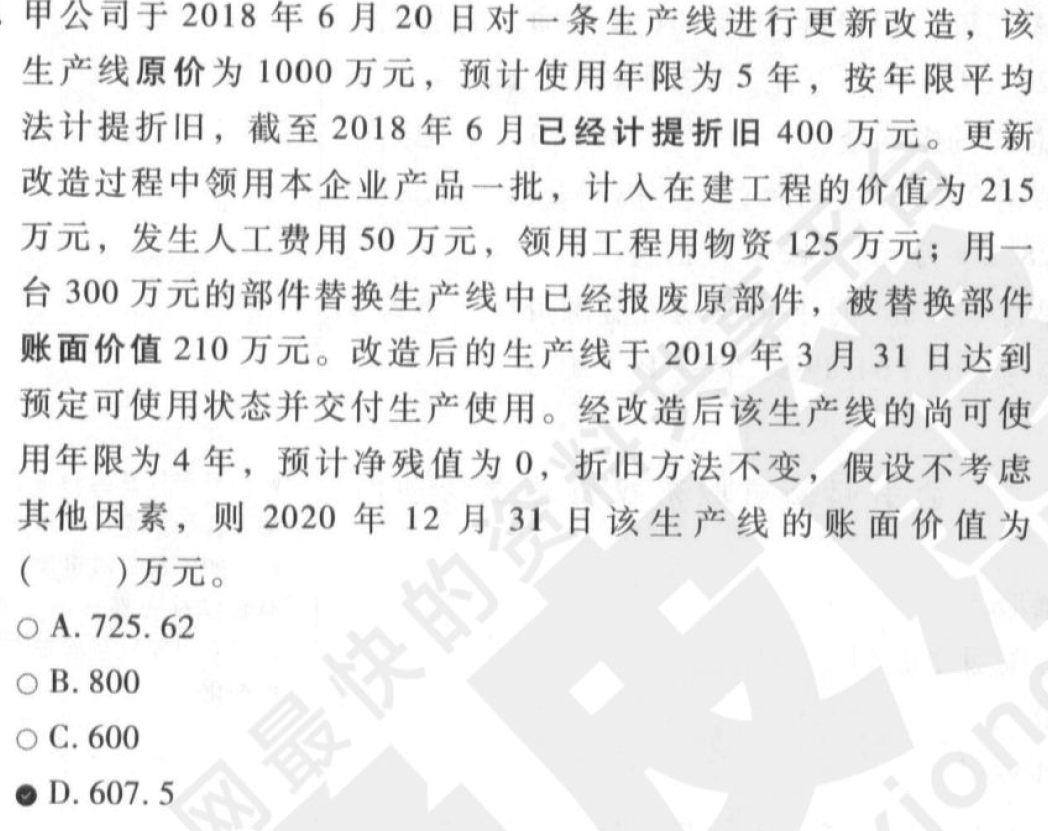 甲公司于 2018 年 6 月 20 日对一条生产线进行更新改造，该
生产线原价为 1000 万元，预计使用年限为 5 年，按年限平均
法计提折旧，截至 2018 年 6 月已经计提折旧 400 万元。更新
改造过程中领用本企业产品一批，计入在建工程的价值为 215
万元，发生人工费用 50 万元，领用工程用物资 125 万元；用一
台 300 万元的部件替换生产线中已经报废原部件，被替换部件
账面价值 210 万元。改造后的生产线于 2019 年 3 月 31 日达到
预定可使用状态并交付生产使用。经改造后该生产线的尚可使
用年限为 4 年，预计净残值为 0，折旧方法不变，假设不考虑
其他因素，则 2020 年 12 月 31 日该生产线的账面价值为
(　　)万元。
A. 725. 62
B. 800
C. 600
D. 607. 5
网最快的资料共享平台